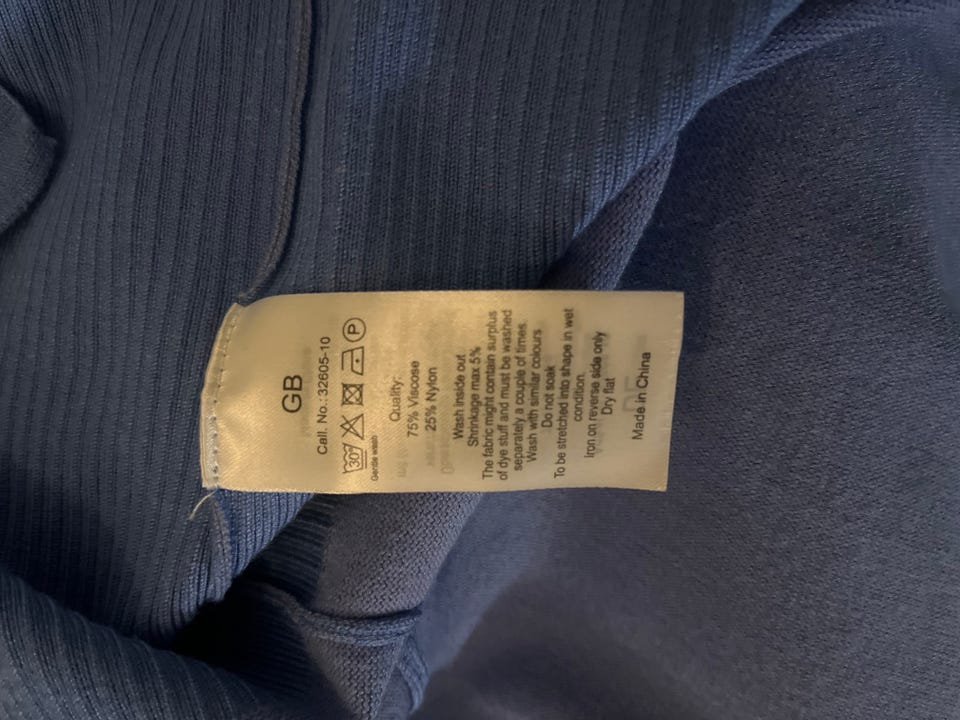 GB
Call. No.: 32605-10
30°
P
Gentle wash
Quality:
75% Viscose
25% Nylon
Wash inside out
Shrinkage max 5%
The fabric might contain surplus
of dye stuff and must be washed
separately a couple of times.
Wash with similar colours
Do not soak
To be stretched into shape in wet
condition.
Iron on reverse side only
Dry flat
Made in China